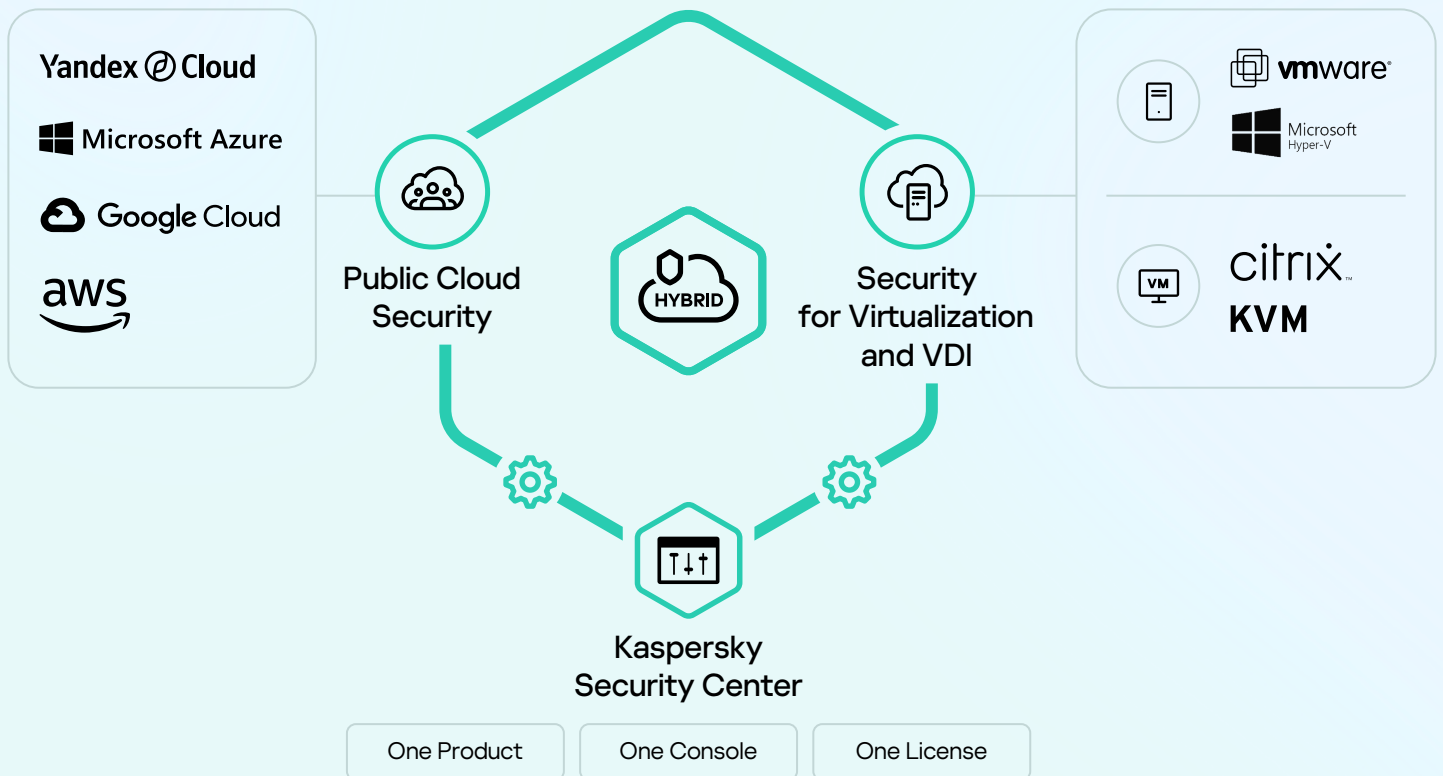 Yandex Cloud
Microsoft Azure
Google Cloud
aws
Public Cloud
Security
HYBRID
Security
for Virtualization
and VDI
vmware®
Microsoft
Hyper-V
VM
citrix™
KVM
Kaspersky
Security Center
One Product
One Console
One License